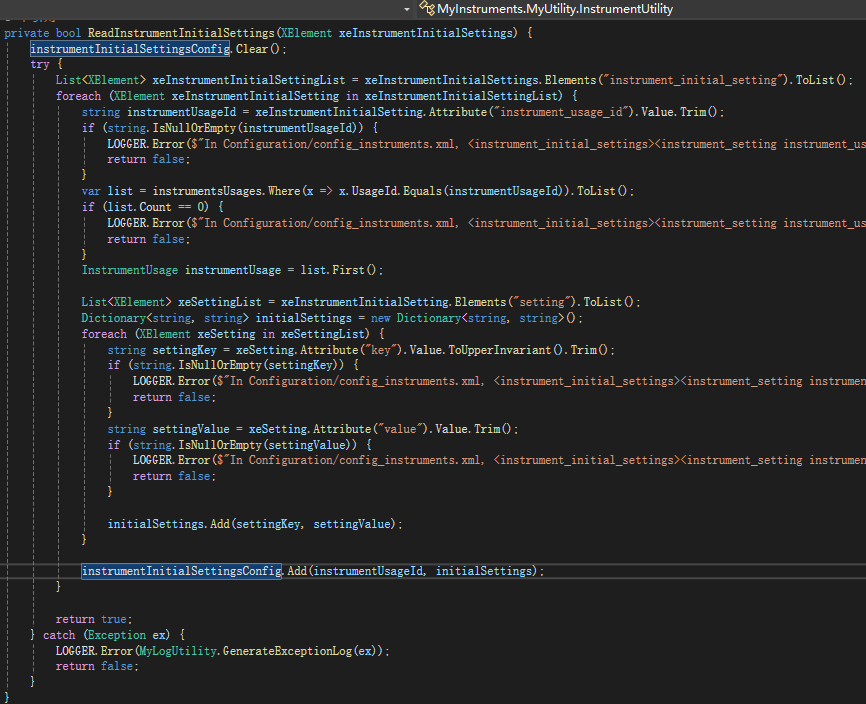 MyInstruments.MyUtility.InstrumentUtility
private bool ReadInstrumentInitialSettings(XElement xeInstrumentInitialSettings) {
instrumentInitialSettingsConfig.Clear();
try {
List<XElement> xeInstrumentInitialSettingList = xeInstrumentInitialSettings.Elements("instrument_initial_setting").ToList();
foreach (XElement xeInstrumentInitialSetting in xeInstrumentInitialSettingList) {
string instrumentUsageId = xeInstrumentInitialSetting.Attribute("instrument_usage_id").Value.Trim();
if (string.IsNullOrEmpty(instrumentUsageId)) {
LOGGER.Error($"In Configuration/config_instruments.xml, <instrument_initial_settings><instrument_setting instrument_us
return false;
}
var list = instrumentsUsages.Where(x => x.UsageId.Equals(instrumentUsageId)).ToList();
if (list.Count == 0) {
LOGGER.Error($"In Configuration/config_instruments.xml, <instrument_initial_settings><instrument_setting instrument_us
return false;
}
InstrumentUsage instrumentUsage = list.First();
List<XElement> xeSettingList = xeInstrumentInitialSetting.Elements("setting").ToList();
Dictionary<string, string> initialSettings = new Dictionary<string, string>();
foreach (XElement xeSetting in xeSettingList) {
string settingKey = xeSetting.Attribute("key").Value.ToUpperInvariant().Trim();
if (string.IsNullOrEmpty(settingKey)) {
LOGGER.Error($"In Configuration/config_instruments.xml, <instrument_initial_settings><instrument_setting instrumen
return false;
}
string settingValue = xeSetting.Attribute("value").Value.Trim();
if (string.IsNullOrEmpty(settingValue)) {
LOGGER.Error($"In Configuration/config_instruments.xml, <instrument_initial_settings><instrument_setting instrumen
return false;
}
initialSettings.Add(settingKey, settingValue);
}
instrumentInitialSettingsConfig.Add(instrumentUsageId, initialSettings);
}
return true;
} catch (Exception ex) {
LOGGER.Error(MyLogUtility.GenerateExceptionLog(ex));
return false;
}
}